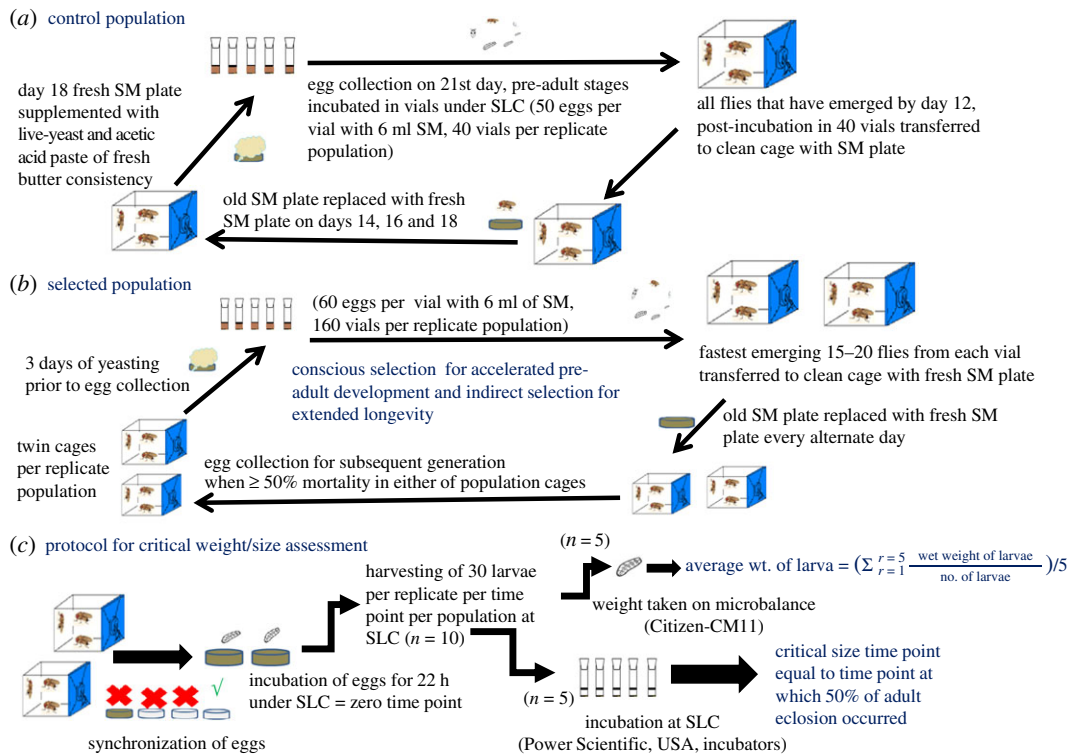 (a) control population
day 18 fresh SM plate
supplemented with
live-yeast and acetic
acid paste of fresh
butter consistency
egg collection on 21st day, pre-adult stages
incubated in vials under SLC (50 eggs per
vial with 6 ml SM, 40 vials per replicate
population)
all flies that have emerged by day 12,
post-incubation in 40 vials transferred
to clean cage with SM plate
old SM plate replaced with fresh
SM plate on days 14, 16 and 18
(b) selected population
(60 eggs per vial with 6 ml of SM,
160 vials per replicate population)
3 days of yeasting
prior to egg collection
conscious selection for accelerated pre-
adult development and indirect selection for
extended longevity
fastest emerging 15–20 flies from each vial
transferred to clean cage with fresh SM plate
old SM plate replaced with fresh SM
plate every alternate day
twin cages
per replicate
population
egg collection for subsequent generation
when ≥ 50% mortality in either of population cages
(c) protocol for critical weight/size assessment
incubation of eggs for 22 h
under SLC = zero time point
synchronization of eggs
harvesting of 30 larvae
per replicate per time
point per population at
SLC (n = 10)
(n = 5)
average wt. of larva = (Σ r = 5 r = 1 wet weight of larvae / no. of larvae)/5
weight taken on microbalance
(Citizen-CM11)
(n = 5)
incubation at SLC
(Power Scientific, USA, incubators)
critical size time point
equal to time point at
which 50% of adult
eclosion occurred